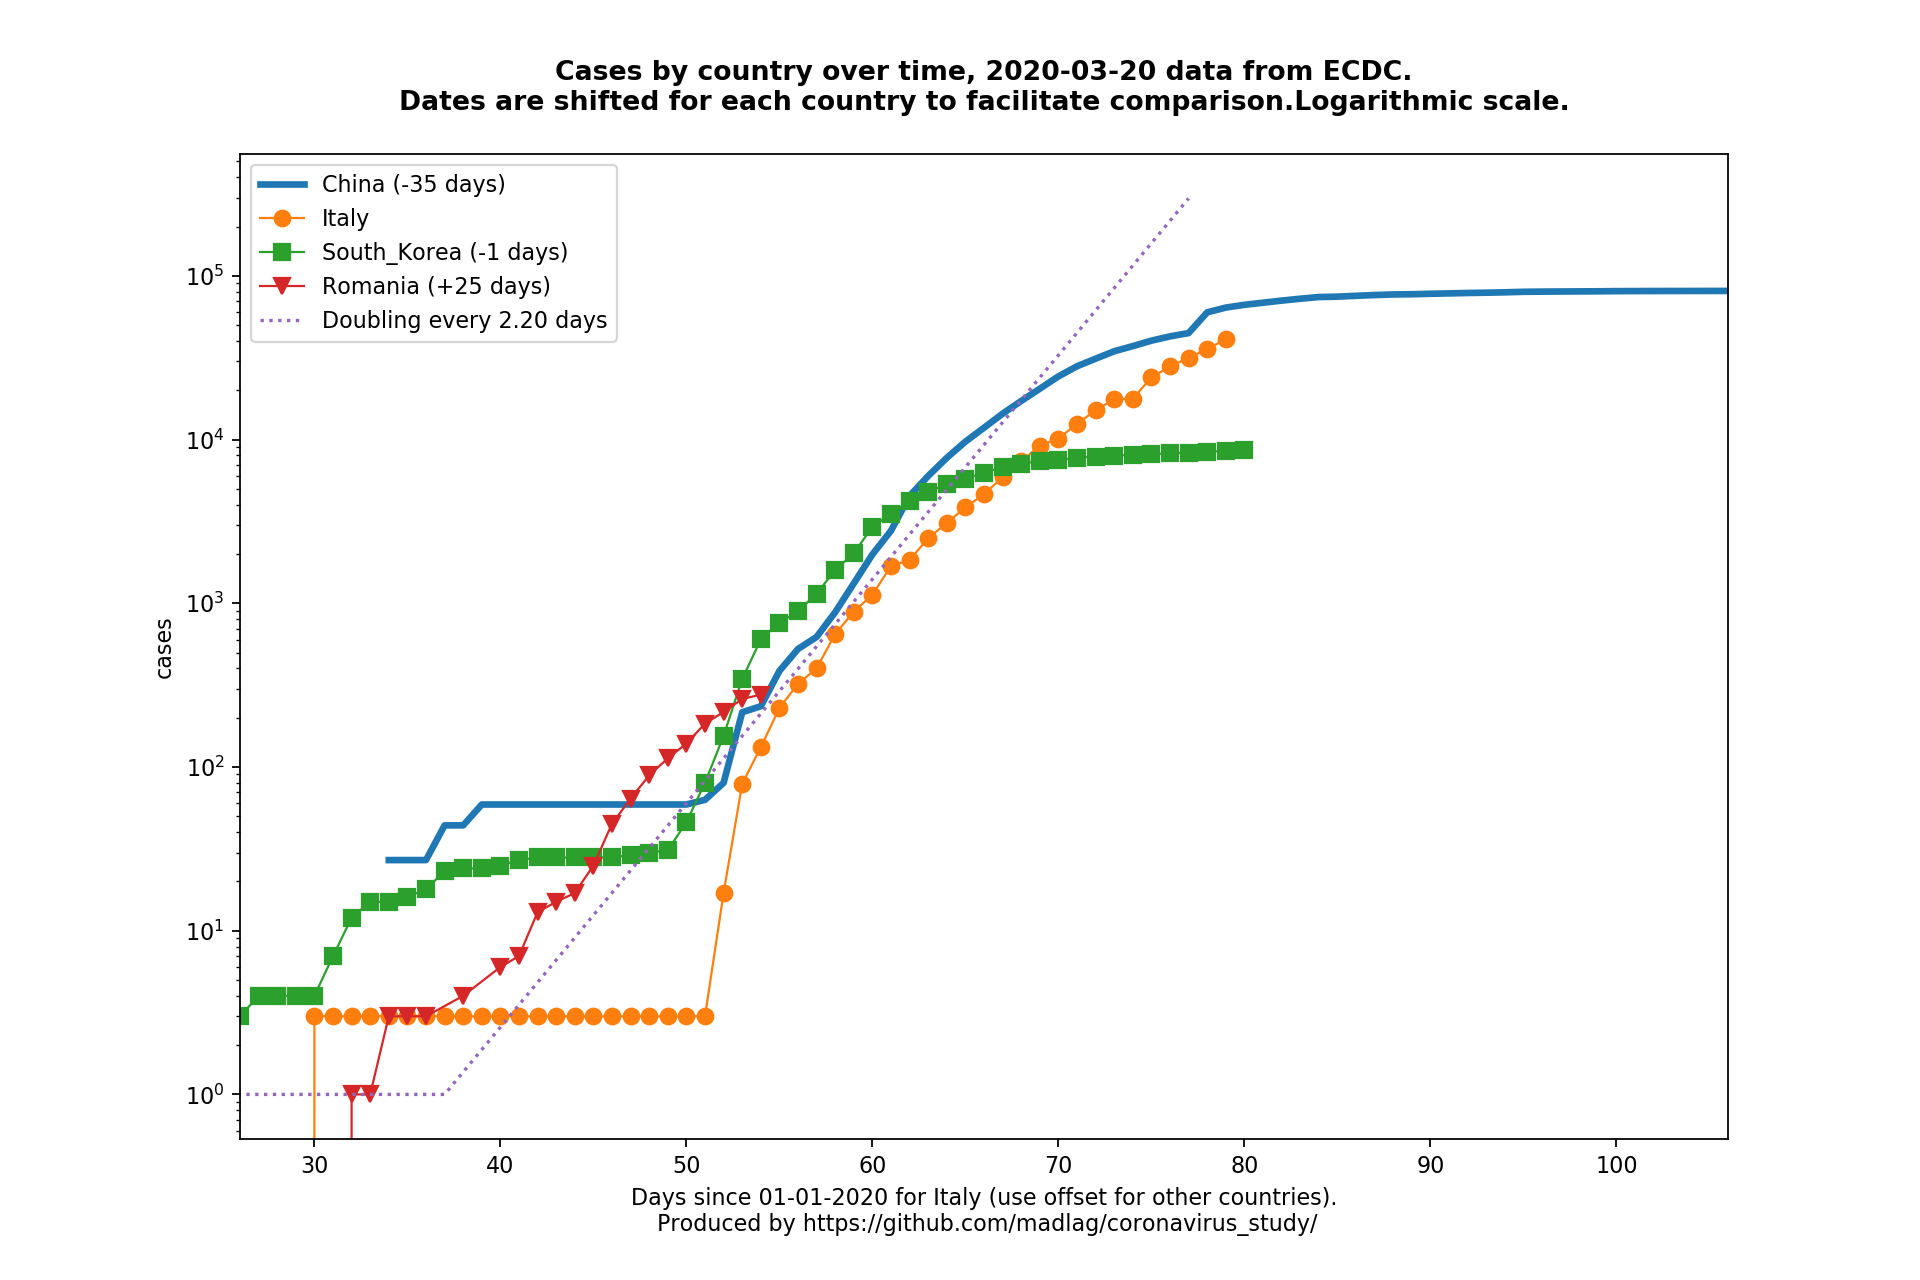 Cases by country over time, 2020-03-20 data from ECDC.
Dates are shifted for each country to facilitate comparison.Logarithmic scale.
China (-35 days)
Italy
South_Korea (-1 days)
Romania (+25 days)
Doubling every 2.20 days
cases
10^5
10^4
10^3
10^2
10^1
10^0
30 40 50 60 70 80 90 100
Days since 01-01-2020 for Italy (use offset for other countries).
Produced by https://github.com/madlag/coronavirus_study/